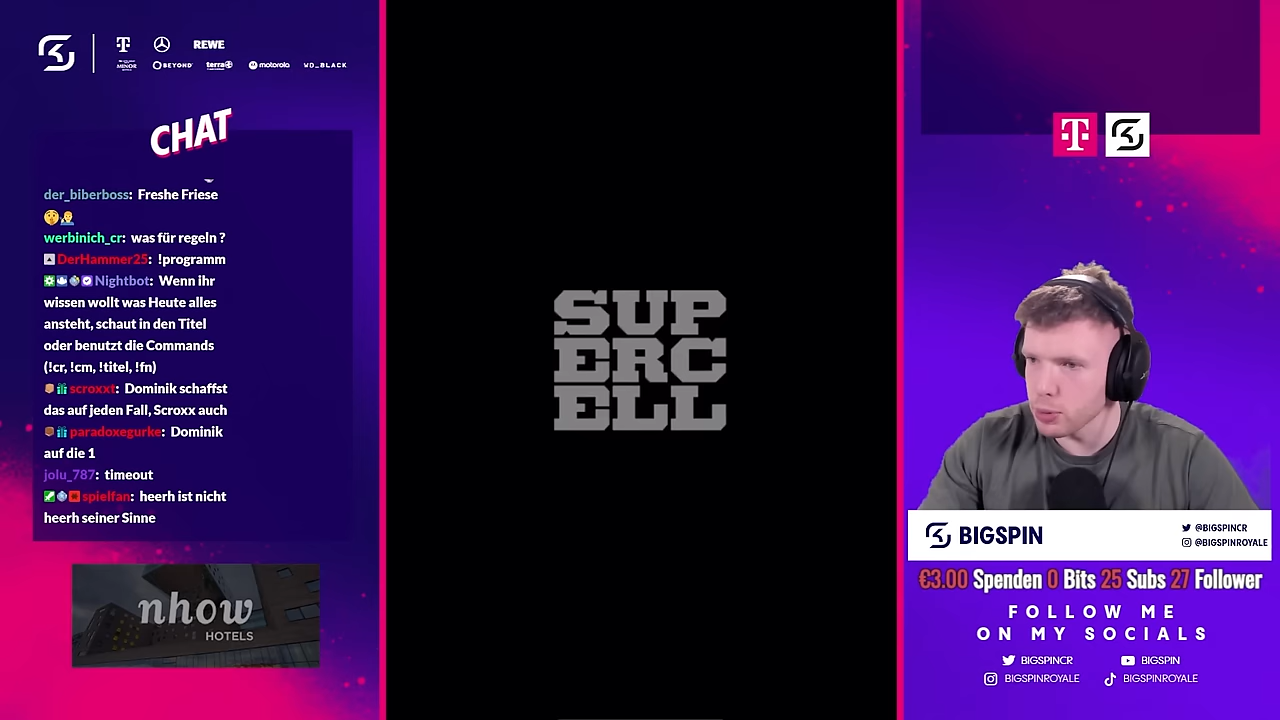 REWE
BEYOND
terra
motorola
WD_BLACK
CHAT
der_biberboss: Freshe Friese
werbinich_cr: was für regeln ?
DerHammer25: !programm
Nightbot: Wenn ihr
wissen wollt was Heute alles
ansteht, schaut in den Titel
oder benutzt die Commands
(!cr, !cm, !titel, !fn)
scroxxt: Dominik schaffst
das auf jeden Fall, Scroxx auch
paradoxegurke: Dominik
auf die 1
jolu_787: timeout
spielfan: heerh ist nicht
heerh seiner Sinne
nhow
HOTELS
SUP
ERC
ELL
T
BIGSPIN
@BIGSPINCR
@BIGSPINROYALE
€3.00 Spenden 0 Bits 25 Subs 27 Follower
FOLLOW ME
ON MY SOCIALS
BIGSPINCR
BIGSPIN
BIGSPINROYALE
BIGSPINROYALE